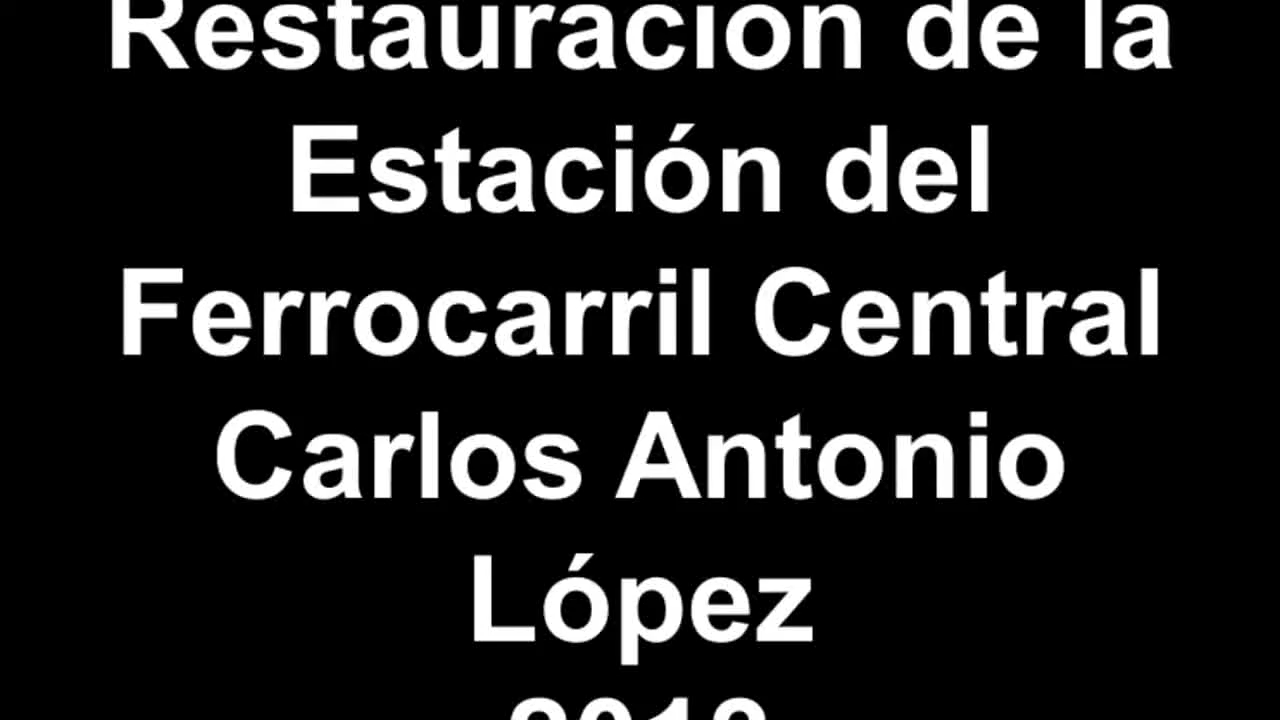 Restauración de la
Estación del
Ferrocarril Central
Carlos Antonio
López